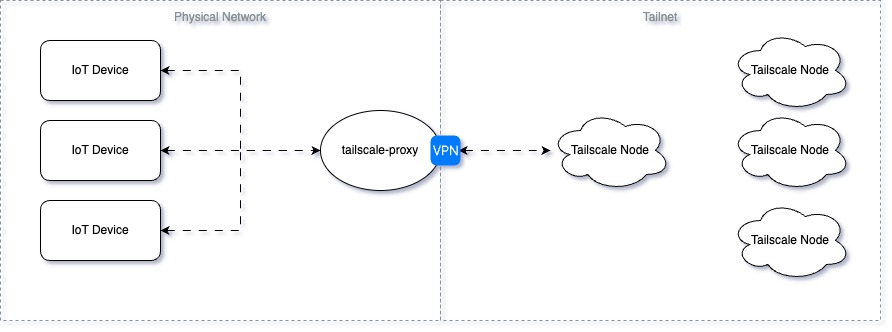 Physical Network
Tailnet
IoT Device
Tailscale Node
IoT Device
tailscale-proxy
VPN
Tailscale Node
Tailscale Node
IoT Device
Tailscale Node